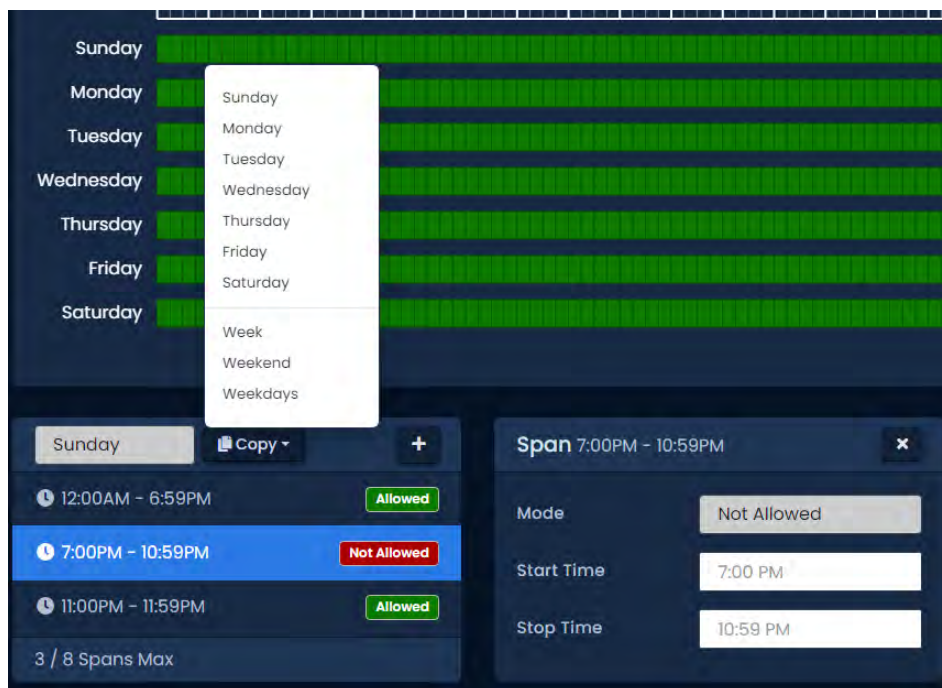 Sunday
Monday
Tuesday
Wednesday
Thursday
Friday
Saturday
Sunday
Monday
Tuesday
Wednesday
Thursday
Friday
Saturday
Week
Weekend
Weekdays
Sunday Copy +
12:00AM - 6:59PM Allowed
7:00PM - 10:59PM Not Allowed
11:00PM - 11:59PM Allowed
3 / 8 Spans Max
Span 7:00PM - 10:59PM ×
Mode Not Allowed
Start Time 7:00 PM
Stop Time 10:59 PM